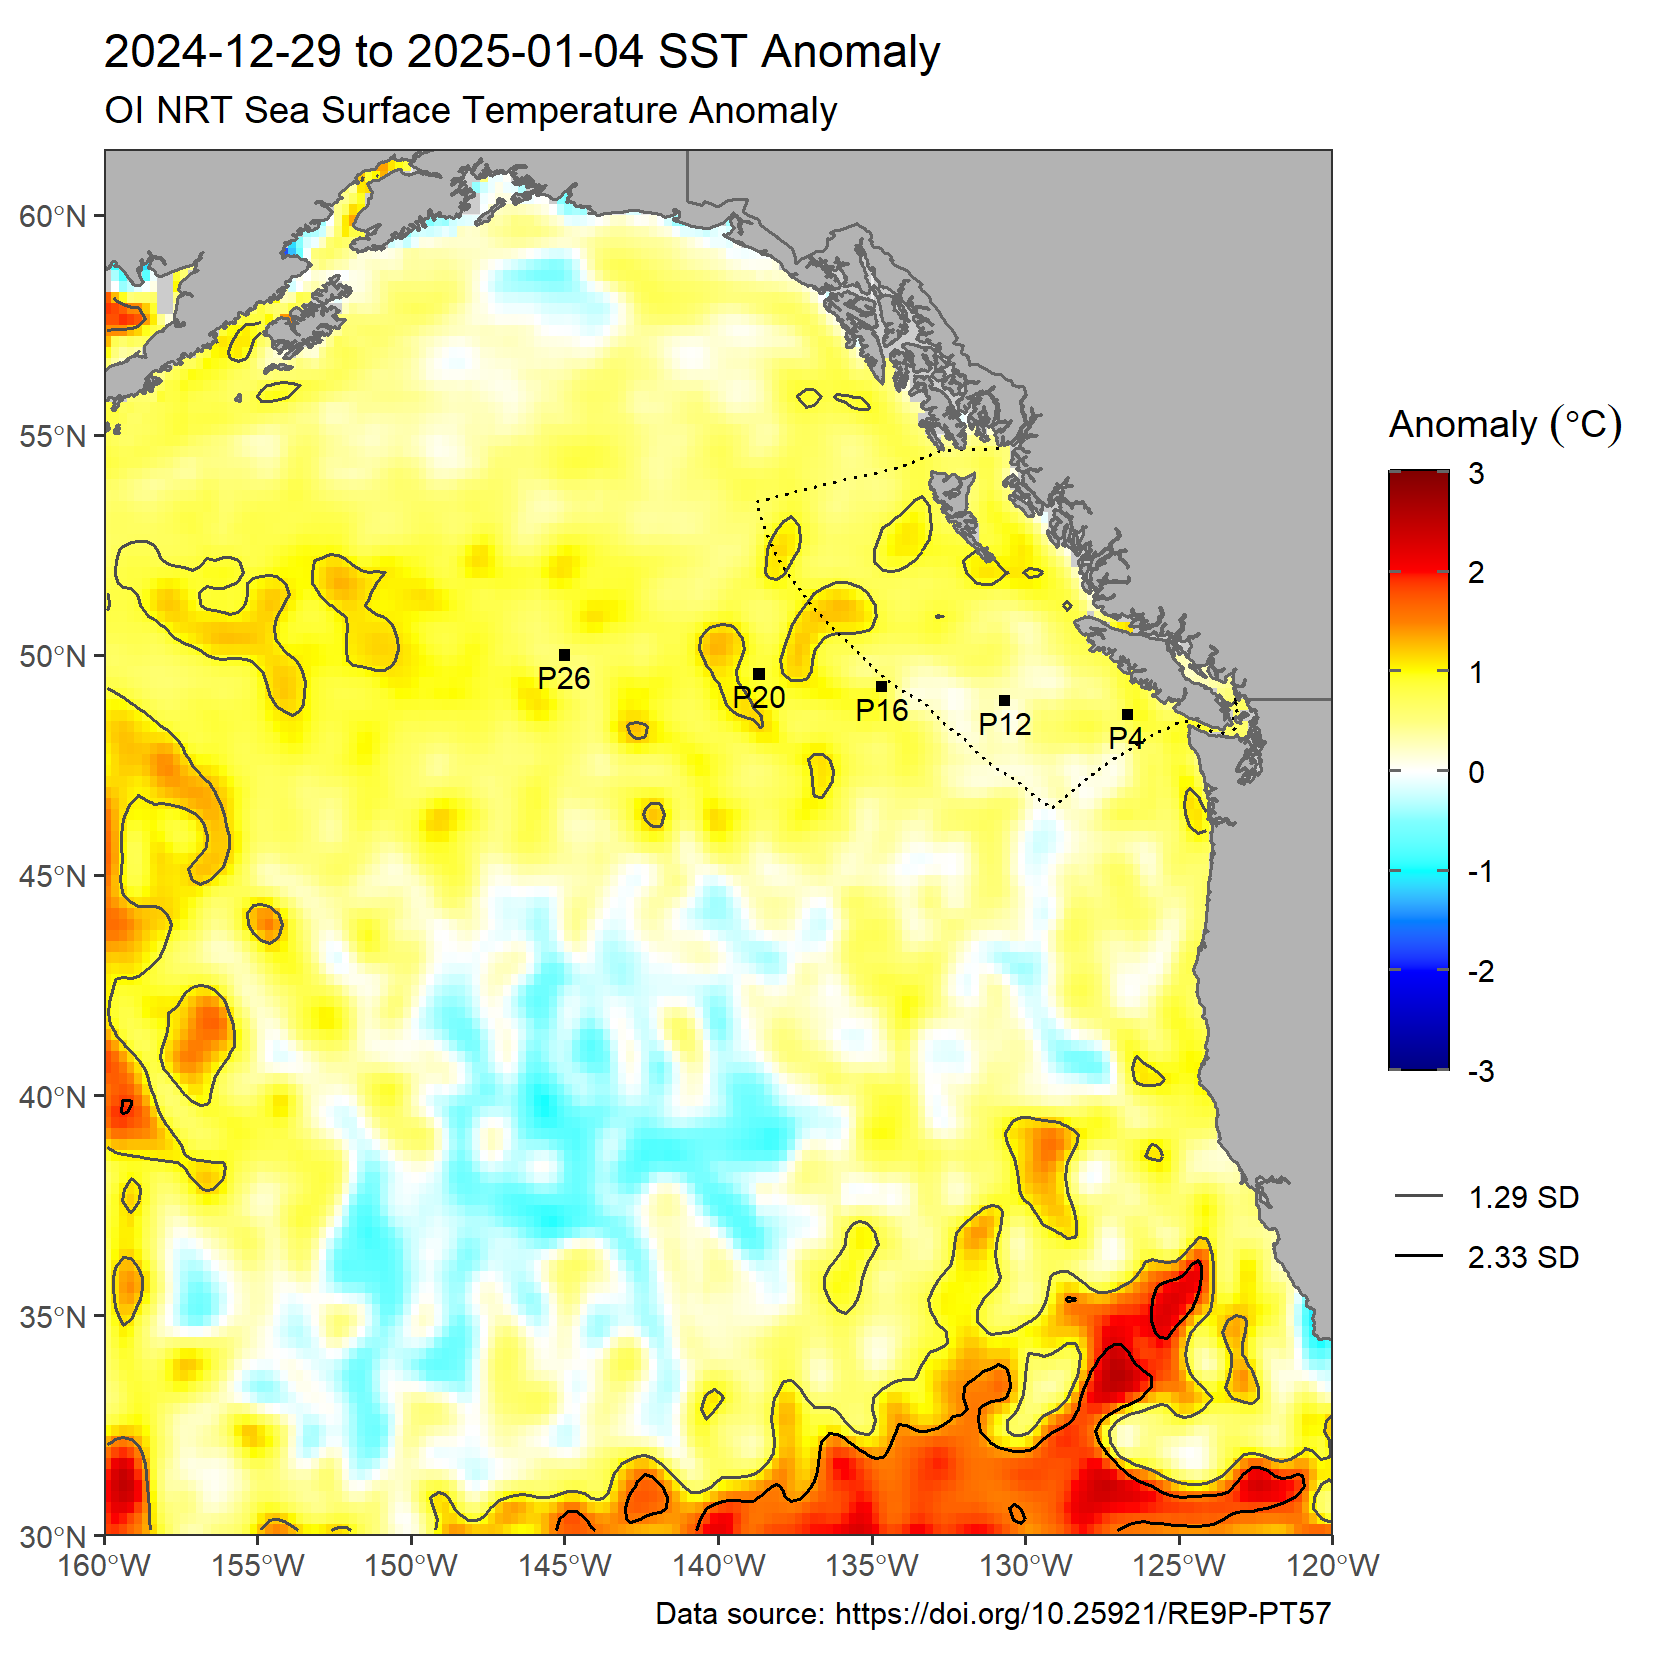 2024-12-29 to 2025-01-04 SST Anomaly
OI NRT Sea Surface Temperature Anomaly
60°N
55°N
50°N
45°N
40°N
35°N
30°N
P26
P20
P16
P12
P4
160°W
155°W
150°W
145°W
140°W
135°W
130°W
125°W
120°W
Anomaly (°C)
3
2
1
0
-1
-2
-3
1.29 SD
2.33 SD
Data source: https://doi.org/10.25921/RE9P-PT57